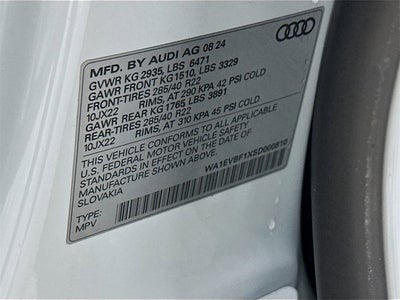 MFD. BY AUDI AG 08 24
GVWR KG 2935, LBS 6471
GAWR FRONT KG1510, LBS 3329
FRONT-TIRES 285/40 R22
10JX22 RIMS, AT 290 KPA 42 PSI COLD
GAWR REAR KG 1765 LBS 3891
REAR-TIRES 285/40 R22
10JX22 RIMS, AT 310 KPA 45 PSI COLD
THIS VEHICLE CONFORMS TO ALL APPLICABLE
U.S. FEDERAL MOTOR VEHICLE SAFETY
STANDARDS IN EFFECT ON THE DATE OF
MANUFACTURE SHOWN ABOVE.
SLOVAKIA
WA1EVBF1XSD000810
TYPE:
MPV